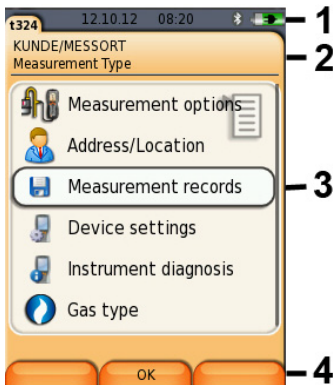 t324 12.10.12 08:20 1
KUNDE/MESSORT
Measurement Type 2
Measurement options
Address/Location
Measurement records 3
Device settings
Instrument diagnosis
Gas type
OK 4